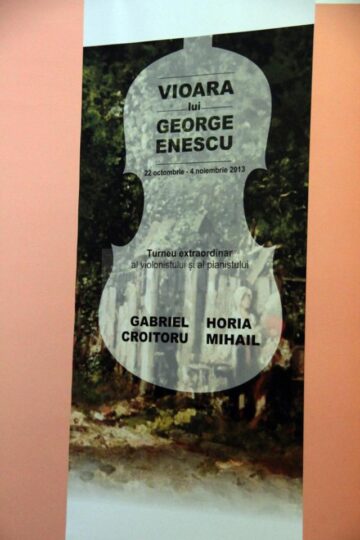 VIOARA
lui
GEORGE
ENESCU
22 octombrie - 4 noiembrie 2013
Turneu extraordinar
al violonistului și al pianistului
GABRIEL HORIA
CROITORU MIHAIL